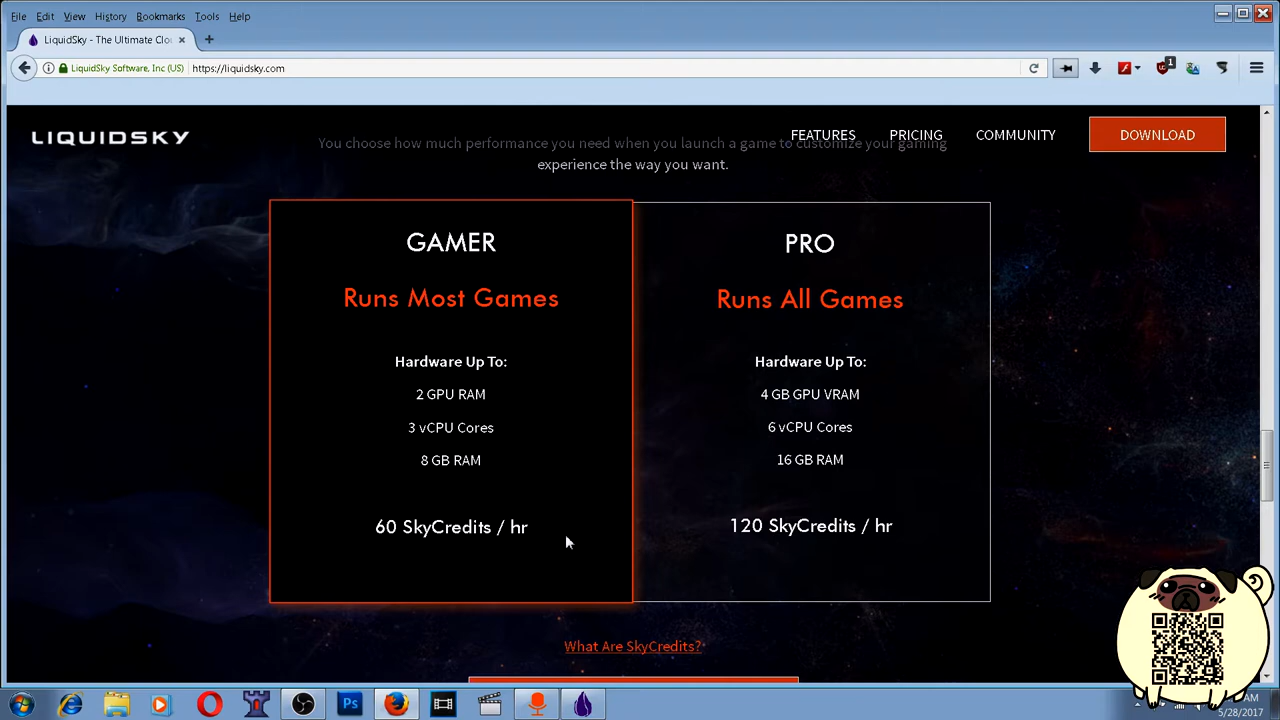 File Edit View History Bookmarks Tools Help
LiquidSky - The Ultimate Clo
LiquidSky Software, Inc (US) https://liquidsky.com
1
LIQUIDSKY
FEATURES PRICING COMMUNITY DOWNLOAD
You choose how much performance you need when you launch a game to customize your gaming
experience the way you want.
GAMER
Runs Most Games
Hardware Up To:
2 GPU RAM
3 vCPU Cores
8 GB RAM
60 SkyCredits / hr
PRO
Runs All Games
Hardware Up To:
4 GB GPU VRAM
6 vCPU Cores
16 GB RAM
120 SkyCredits / hr
What Are SkyCredits?
Ps
5/28/2017